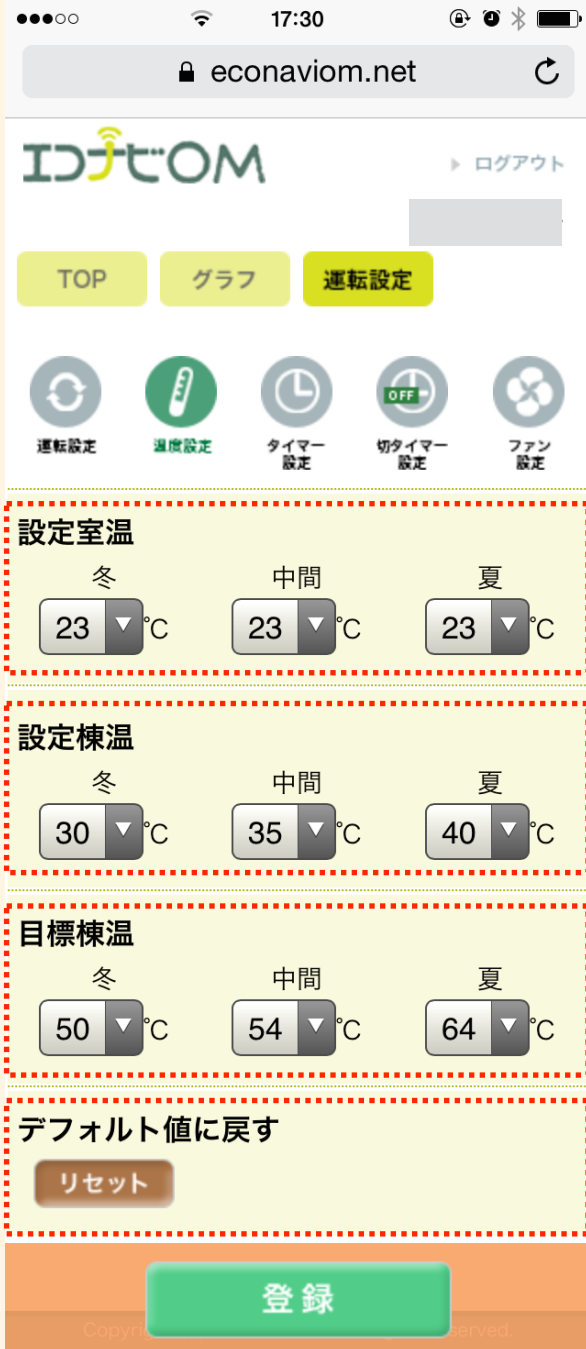 17:30
econaviom.net
エコナビOM
ログアウト
TOP グラフ 運転設定
運転設定 温度設定 タイマー設定 OFF 切タイマー設定 ファン設定
設定室温
冬 中間 夏
23 ℃ 23 ℃ 23 ℃
設定棟温
冬 中間 夏
30 ℃ 35 ℃ 40 ℃
目標棟温
冬 中間 夏
50 ℃ 54 ℃ 64 ℃
デフォルト値に戻す
リセット
登録